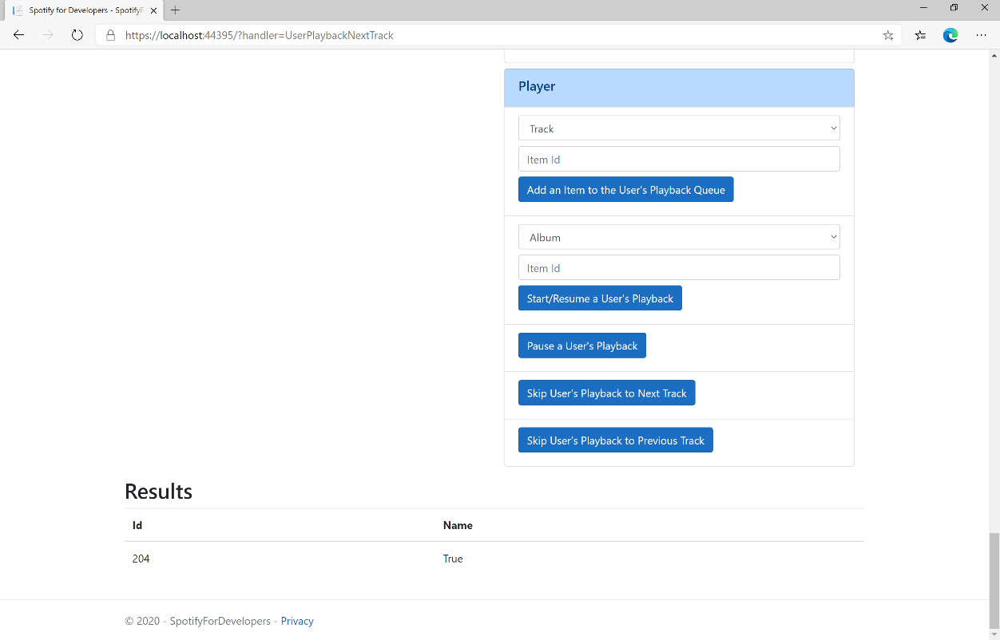 Spotify for Developers - SpotifyF
https://localhost:44395/?handler=UserPlaybackNextTrack
Player
Track
Item Id
Add an Item to the User's Playback Queue
Album
Item Id
Start/Resume a User's Playback
Pause a User's Playback
Skip User's Playback to Next Track
Skip User's Playback to Previous Track
Results
Id Name
204 True
© 2020 - SpotifyForDevelopers - Privacy